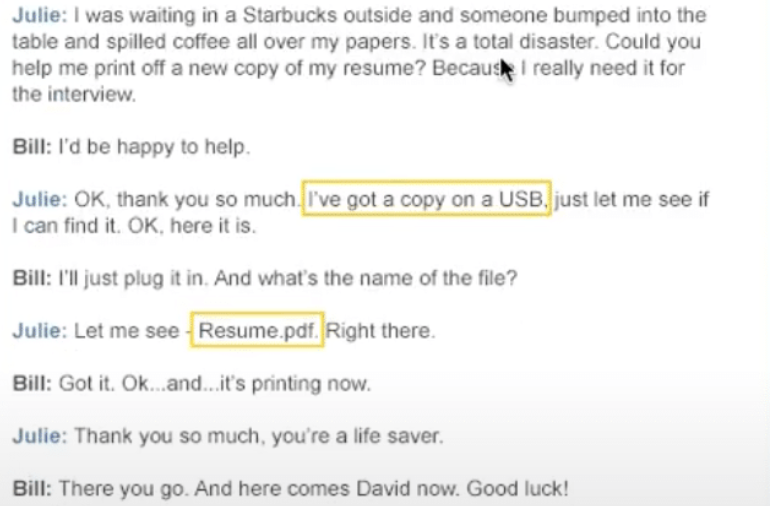 Julie: I was waiting in a Starbucks outside and someone bumped into the
table and spilled coffee all over my papers. It's a total disaster. Could you
help me print off a new copy of my resume? Because I really need it for
the interview.
Bill: I'd be happy to help.
Julie: OK, thank you so much. I've got a copy on a USB, just let me see if
I can find it. OK, here it is.
Bill: I'll just plug it in. And what's the name of the file?
Julie: Let me see - Resume.pdf. Right there.
Bill: Got it. Ok...and...it's printing now.
Julie: Thank you so much, you're a life saver.
Bill: There you go. And here comes David now. Good luck!